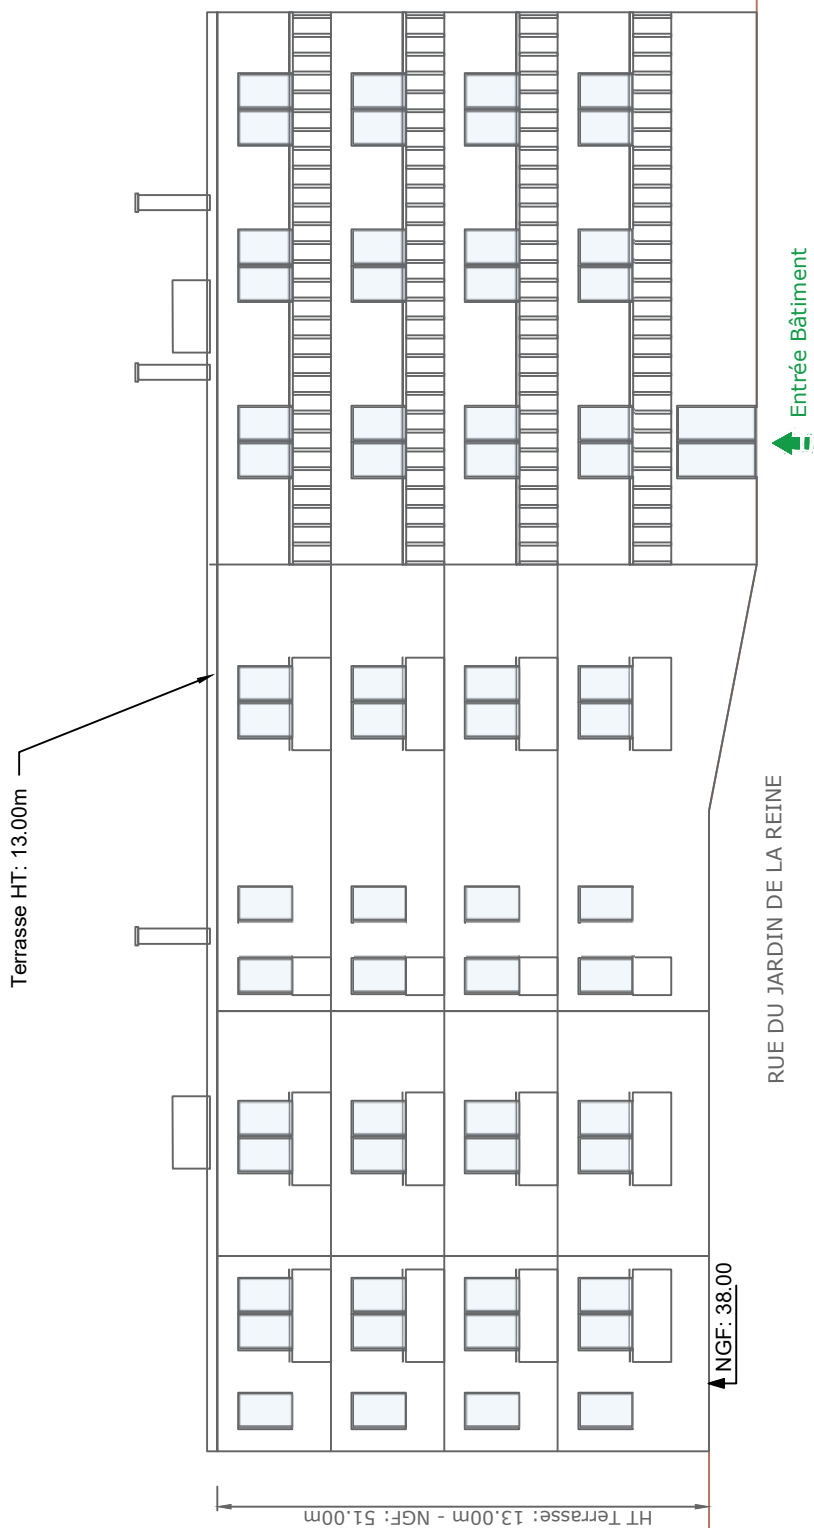 Terrasse HT: 13.00m
Entrée Bâtiment
RUE DU JARDIN DE LA REINE
NGF: 38.00
HT Terrasse: 13.00m - NGF: 51.00m